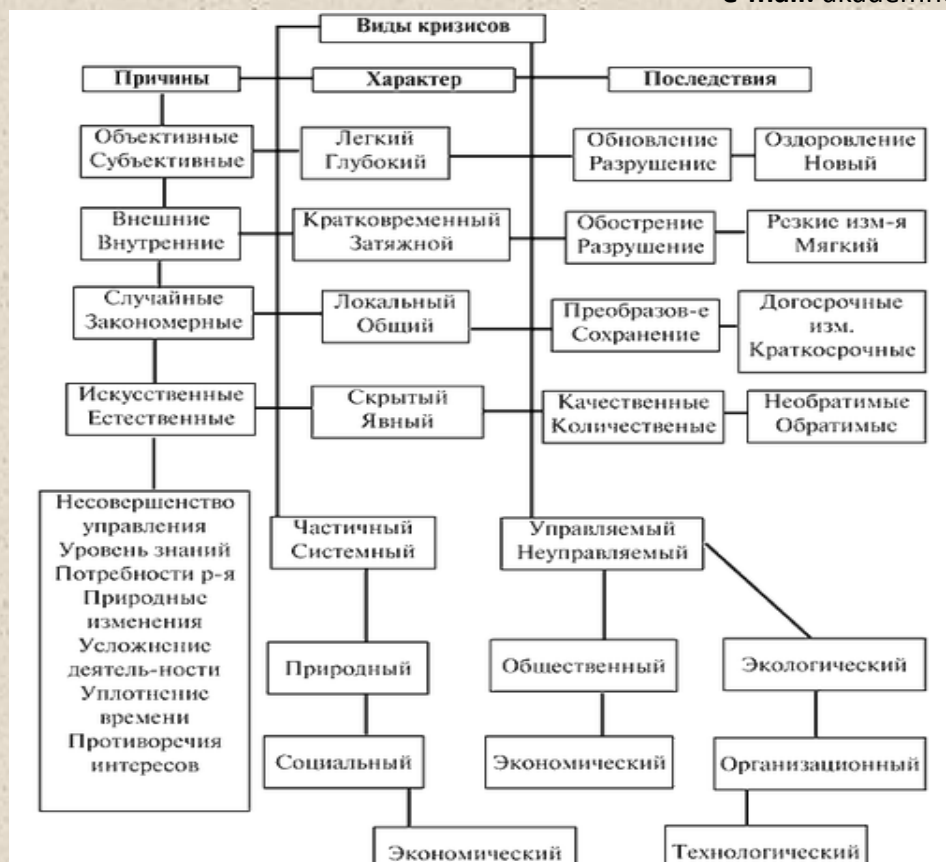 Виды кризисов
Причины
Характер
Последствия
Объективные
Субъективные
Легкий
Глубокий
Обновление
Разрушение
Оздоровление
Новый
Внешние
Внутренние
Кратковременный
Затяжной
Обострение
Разрушение
Резкие изм-я
Мягкий
Случайные
Закономерные
Локальный
Общий
Преобразов-е
Сохранение
Догосрочные
изм.
Краткосрочные
Искусственные
Естественные
Скрытый
Явный
Качественные
Количественые
Необратимые
Обратимые
Несовершенство
управления
Уровень знаний
Потребности р-я
Природные
изменения
Усложнение
деятель-ности
Уплотнение
времени
Противоречия
интересов
Частичный
Системный
Управляемый
Неуправляемый
Природный
Общественный
Экологический
Социальный
Экономический
Организационный
Экономический
Технологический